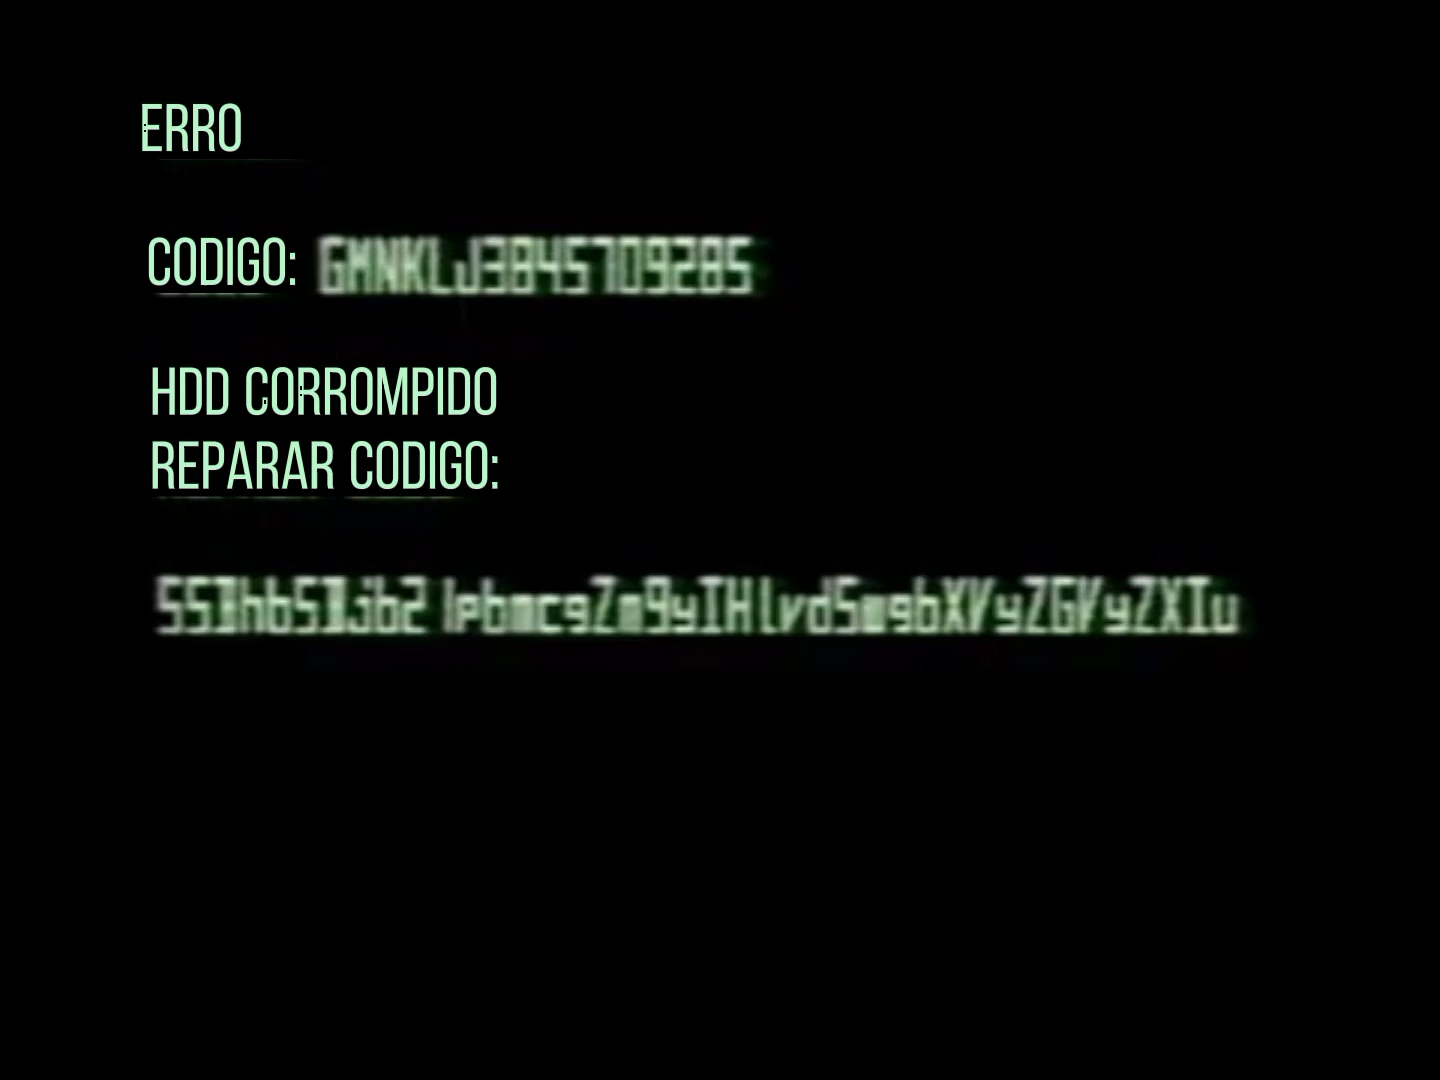 ERRO
CODIGO: GMNKLJ3845709285
HDD CORROMPIDO
REPARAR CODIGO: